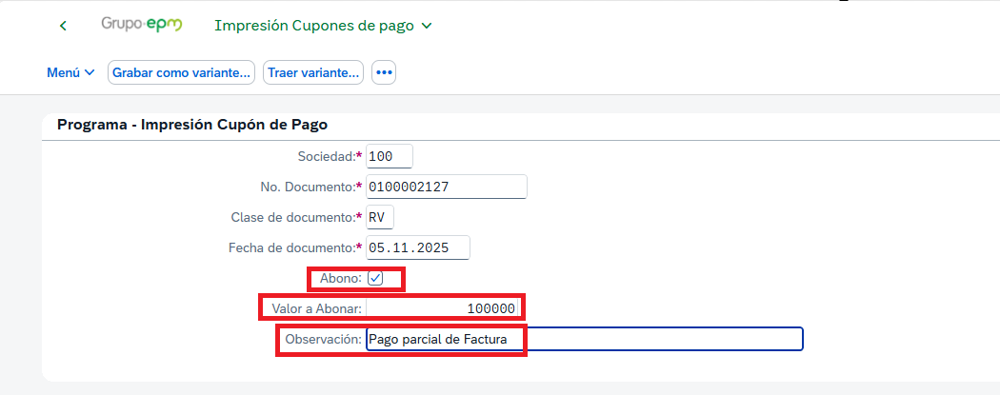 Grupo·epm Impresión Cupones de pago
Menú Grabar como variante... Traer variante... •••
Programa - Impresión Cupón de Pago
Sociedad:* 100
No. Documento:* 0100002127
Clase de documento:* RV
Fecha de documento:* 05.11.2025
Abono:
Valor a Abonar: 100000
Observación: Pago parcial de Factura